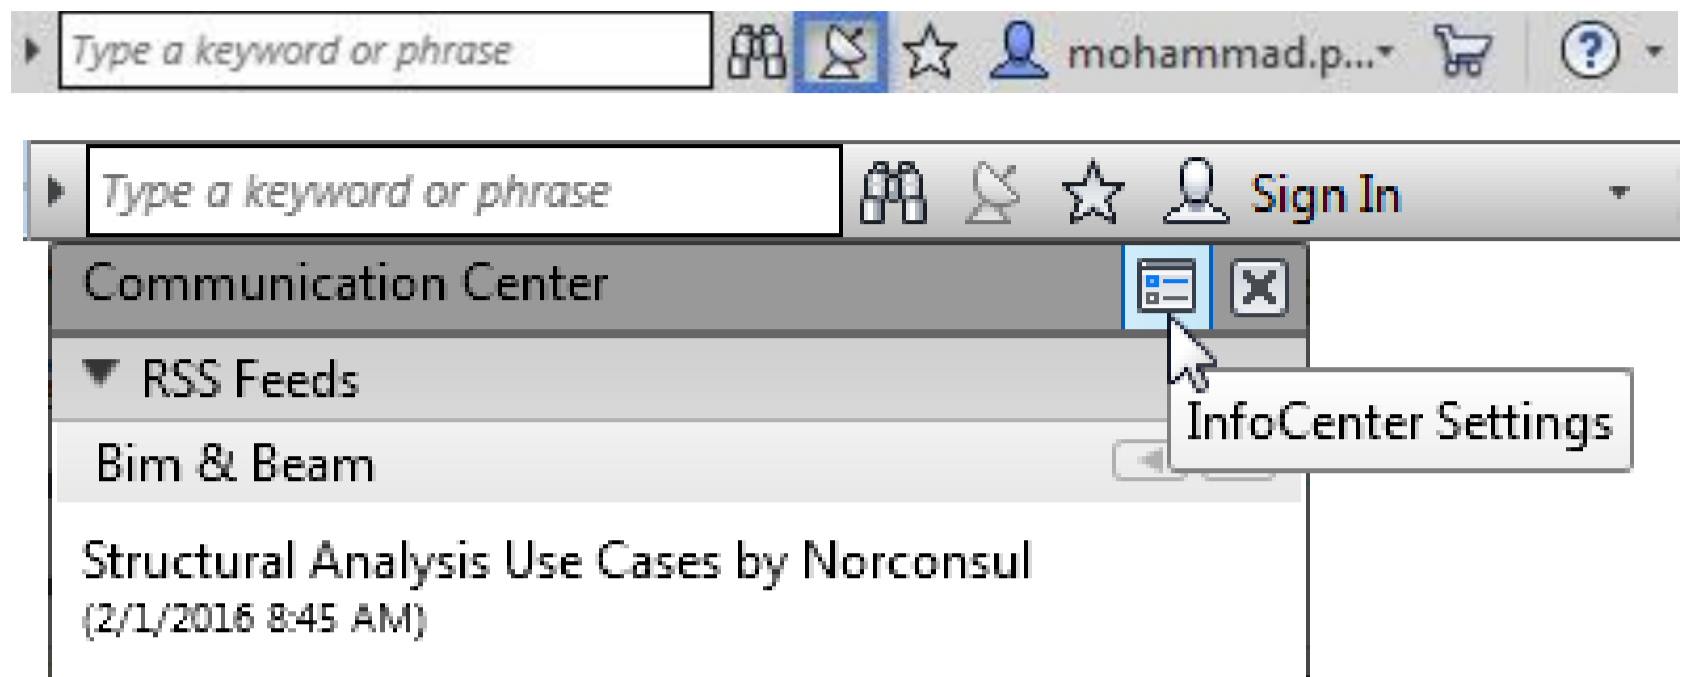 Type a keyword or phrase mohammad.p... ?
Type a keyword or phrase Sign In
Communication Center
RSS Feeds
InfoCenter Settings
Bim & Beam
Structural Analysis Use Cases by Norconsul
(2/1/2016 8:45 AM)